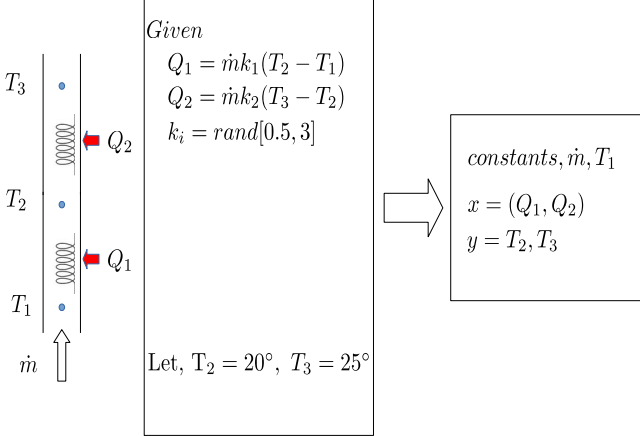 T₃
Q₂
T₂
Q₁
T₁
ṁ
Given
Q₁ = ṁk₁(T₂ − T₁)
Q₂ = ṁk₂(T₃ − T₂)
kᵢ = rand[0.5, 3]
Let, T₂ = 20°, T₃ = 25°
constants, ṁ, T₁
x = (Q₁, Q₂)
y = T₂, T₃